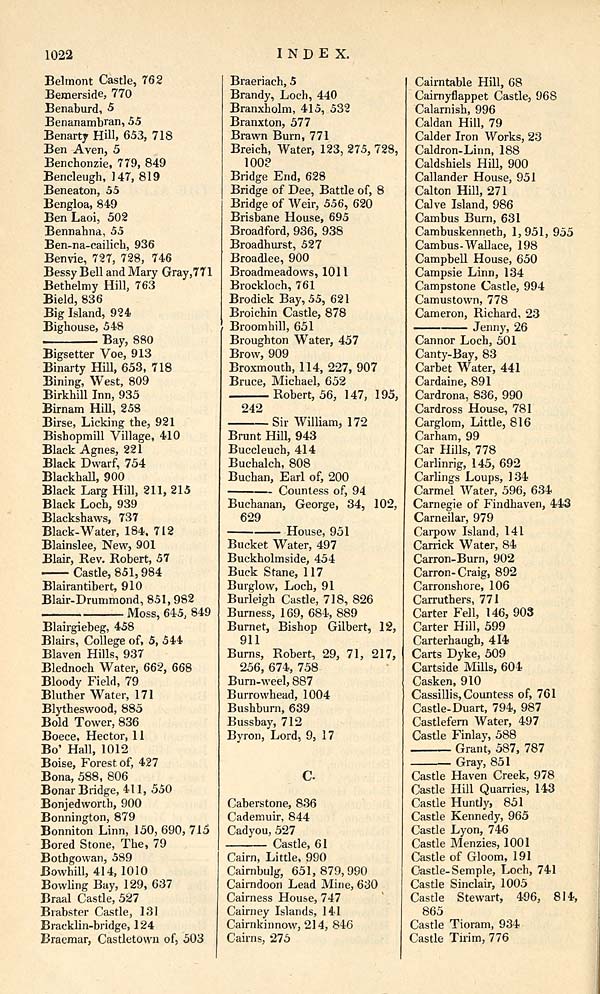 1022
INDEX.
Belmont Castle, 762
Bemerside, 770
Benaburd, 5
Benanambran, 55
Benarty Hill, 653, 718
Ben Aven, 5
Benchonzie, 779, 849
Bencleugh, 147, 819
Beneaton, 55
Bengloa, 849
Ben Laoi, 502
Bennahna, 55
Ben-na-cailich, 936
Benvie, 727, 728, 746
Bessy Bell and Mary Gray, 771
Bethelmy Hill, 763
Bield, 836
Big Island, 924
Bighouse, 548
——— Bay, 880
Bigsetter Voe, 913
Binarty Hill, 653, 718
Bining, West, 809
Birkhill Inn, 935
Birnam Hill, 258
Birse, Licking the, 921
Bishopmill Village, 410
Black Agnes, 221
Black Dwarf, 754
Blackhall, 900
Black Larg Hill, 211, 215
Black Loch, 939
Blackshaws, 737
Black-Water, 184, 712
Blainslee, New, 901
Blair, Rev. Robert, 57
—— Castle, 851, 984
Blairantibert, 910
Blair-Drummond, 851, 982
——— Moss, 645, 849
Blairgiebeg, 458
Blairs, College of, 5, 544
Blaven Hills, 937
Blednoch Water, 662, 668
Bloody Field, 79
Bluther Water, 171
Blytheswood, 885
Bold Tower, 836
Boece, Hector, 11
Bo' Hall, 1012
Boise, Forest of, 427
Bona, 588, 806
Bonar Bridge, 411, 550
Bonjedworth, 900
Bonnington, 879
Bonniton Linn, 150, 690, 715
Bored Stone, The, 79
Bothgowan, 589
Bowhill, 414, 1010
Bowling Bay, 129, 637
Braal Castle, 527
Brabster Castle, 131
Bracklin-bridge, 124
Braemar, Castletown of, 503
Braeriach, 5
Brandy, Loch, 440
Branxholm, 415, 532
Branxton, 577
Brawn Burn, 771
Breich, Water, 123, 275, 728,
1002
Bridge End, 628
Bridge of Dee, Battle of, 8
Bridge of Weir, 556, 620
Brisbane House, 695
Broadford, 936, 938
Broadhurst, 527
Broadlee, 900
Broadmeadows, 1011
Brockloch, 761
Brodick Bay, 55, 621
Broichin Castle, 878
Broomhill, 651
Broughton Water, 457
Brow, 909
Broxmouth, 114, 227, 907
Bruce, Michael, 652
——— Robert, 56, 147, 195,
242
——— Sir William, 172
Brunt Hill, 943
Buccleuch, 414
Buchalch, 808
Buchan, Earl of, 200
——— Countess of, 94
Buchanan, George, 34, 102,
629
——— House, 951
Bucket Water, 497
Buckholmside, 454
Buck Stane, 117
Burglow, Loch, 91
Burleigh Castle, 718, 826
Burness, 169, 684, 889
Burnet, Bishop Gilbert, 12,
911
Burns, Robert, 29, 71, 217,
256, 674, 758
Burn-weel, 887
Burrowhead, 1004
Bushburn, 639
Bussbay, 712
Byron, Lord, 9, 17
C.
Caberstone, 836
Cademuir, 844
Cadyou, 527
——— Castle, 61
Cairn, Little, 990
Cairnbulg, 651, 879, 990
Cairndoon Lead Mine, 630
Cairness House, 747
Cairney Islands, 141
Cairnkinnow, 214, 846
Cairns, 275
Cairntable Hill, 68
Cairnyflappet Castle, 968
Calarnish, 996
Caldan Hill, 79
Calder Iron Works, 23
Caldron-Linn, 188
Caldshiels Hill, 900
Callander House, 951
Calton Hill, 271
Calve Island, 986
Cambus Burn, 631
Cambuskenneth, 1, 951, 955
Cambus-Wallace, 198
Campbell House, 650
Campsie Linn, 134
Campstone Castle, 994
Camustown, 778
Cameron, Richard, 23
——— Jenny, 26
Cannor Loch, 501
Canty-Bay, 83
Carbet Water, 441
Cardaine, 891
Cardrona, 836, 990
Cardross House, 781
Carglom, Little, 816
Carham, 99
Car Hills, 778
Carlinrig, 145, 692
Carlings Loups, 134
Carmel Water, 596, 634
Carnegie of Findhaven, 443
Carneilar, 979
Carpow Island, 141
Carrick Water, 84
Carron-Burn, 902
Carron-Craig, 892
Carronshore, 106
Carruthers, 771
Carter Fell, 146, 903
Carter Hill, 599
Carterhaugh, 414
Carts Dyke, 509
Cartside Mills, 604
Casken, 910
Cassillis, Countess of, 761
Castle-Duart, 794, 987
Castlefern Water, 497
Castle Finlay, 588
——— Grant, 587, 787
——— Gray, 851
Castle Haven Creek, 978
Castle Hill Quarries, 143
Castle Huntly, 851
Castle Kennedy, 965
Castle Lyon, 746
Castle Menzies, 1001
Castle of Gloom, 191
Castle-Semple, Loch, 741
Castle Sinclair, 1005
Castle Stewart, 496, 814,
865
Castle Tioram, 934
Castle Tirim, 776